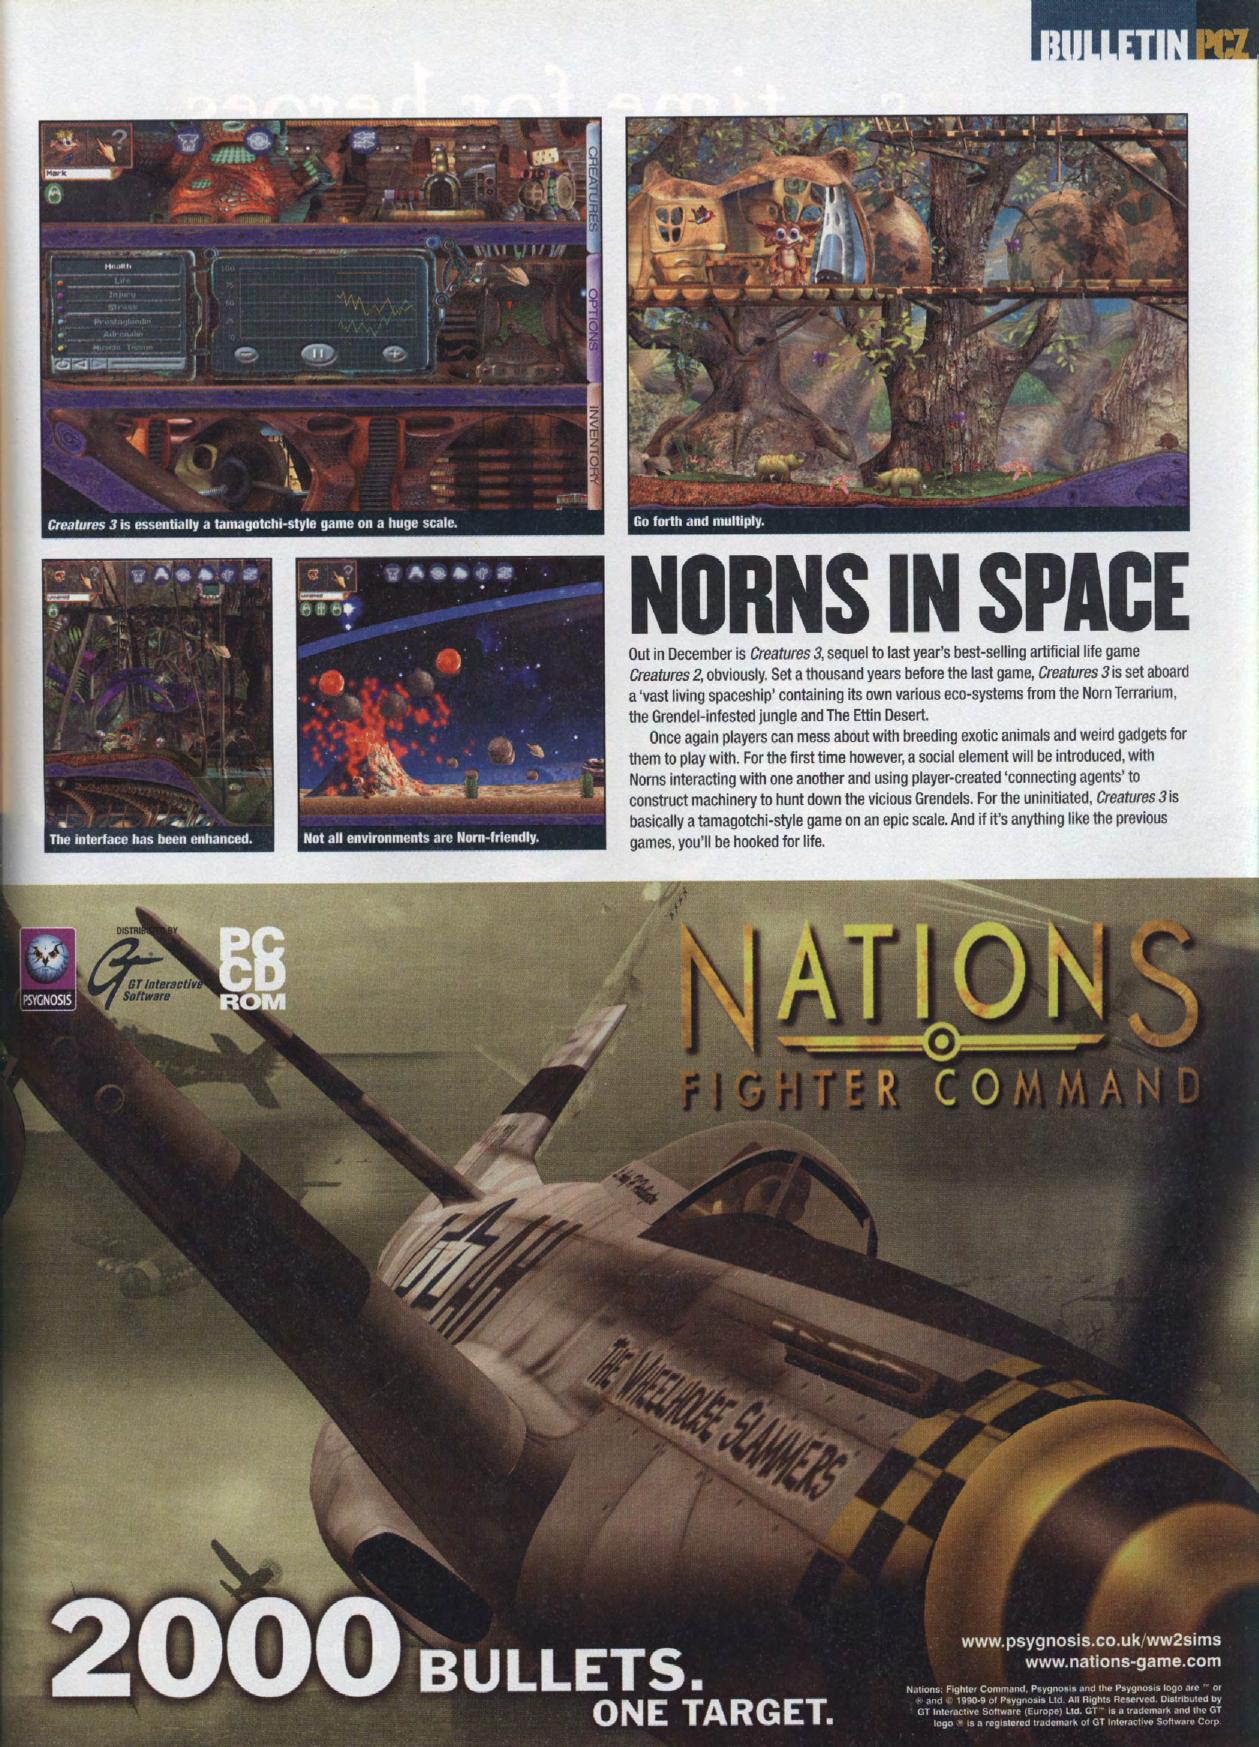 BULLETIN PCZ
Mark
CREATURES
OPTIONS
INVENTORY
Health
Life
Injury
Stress
Prostaglandin
Adrenalin
Muscle Tissue
100
75
50
25
0
Creatures 3 is essentially a tamagotchi-style game on a huge scale.
Go forth and multiply.
The interface has been enhanced.
Not all environments are Norn-friendly.
NORNS IN SPACE
Out in December is Creatures 3, sequel to last year's best-selling artificial life game
Creatures 2, obviously. Set a thousand years before the last game, Creatures 3 is set aboard
a 'vast living spaceship' containing its own various eco-systems from the Norn Terrarium,
the Grendel-infested jungle and The Ettin Desert.
Once again players can mess about with breeding exotic animals and weird gadgets for
them to play with. For the first time however, a social element will be introduced, with
Norns interacting with one another and using player-created 'connecting agents' to
construct machinery to hunt down the vicious Grendels. For the uninitiated, Creatures 3 is
basically a tamagotchi-style game on an epic scale. And if it's anything like the previous
games, you'll be hooked for life.
PSYGNOSIS
DISTRIBUTED BY
GT Interactive
Software
PC
CD
ROM
NATIONS
FIGHTER COMMAND
THE WHEELHOUSE SLAMMERS
2000 BULLETS.
ONE TARGET.
www.psygnosis.co.uk/ww2sims
www.nations-game.com
Nations: Fighter Command, Psygnosis and the Psygnosis logo are ™ or
® and © 1990-9 of Psygnosis Ltd. All Rights Reserved. Distributed by
GT Interactive Software (Europe) Ltd. GT™ is a trademark and the GT
logo ® is a registered trademark of GT Interactive Software Corp.